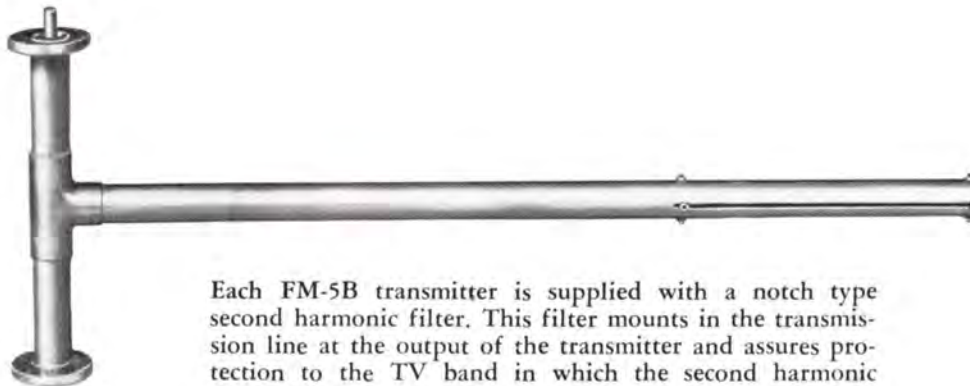 Each FM-5B transmitter is supplied with a notch type
second harmonic filter. This filter mounts in the transmis-
sion line at the output of the transmitter and assures pro-
tection to the TV band in which the second harmonic